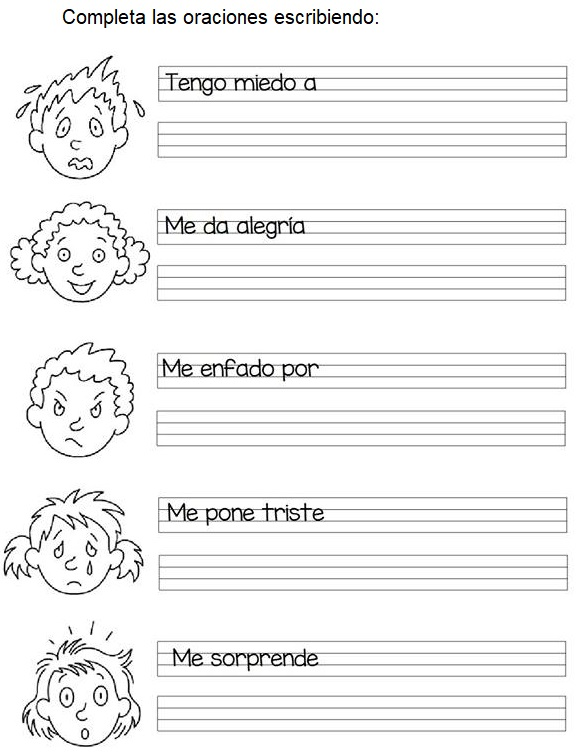 Completa las oraciones escribiendo:
Tengo miedo a
Me da alegría
Me enfado por
Me pone triste
Me sorprende